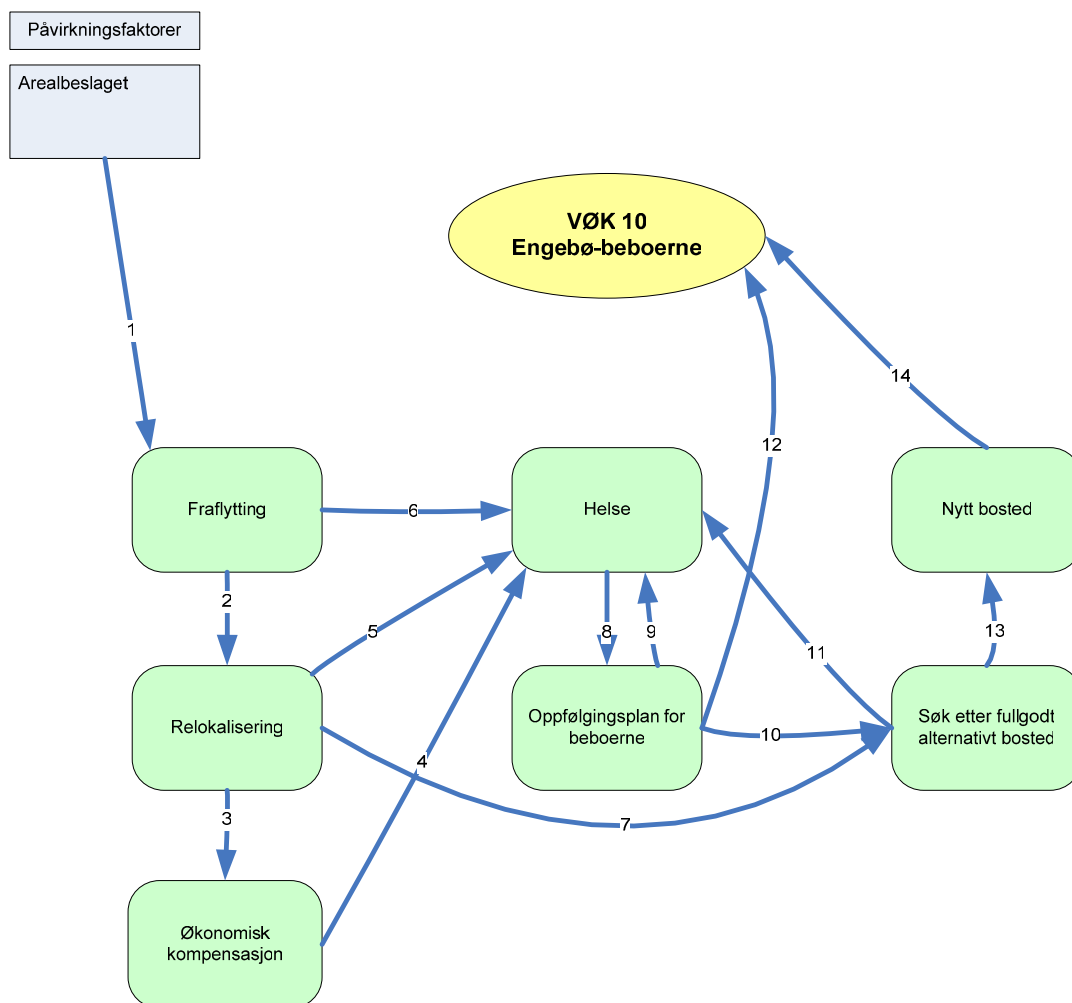 Påvirkningsfaktorer
Arealbeslaget
VØK 10
Engebø-beboerne
1
14
12
Fraflytting
6
Helse
Nytt bosted
2
5
8
9
11
13
Relokalisering
Oppfølgingsplan for
beboerne
10
Søk etter fullgodt
alternativt bosted
4
3
7
Økonomisk
kompensasjon